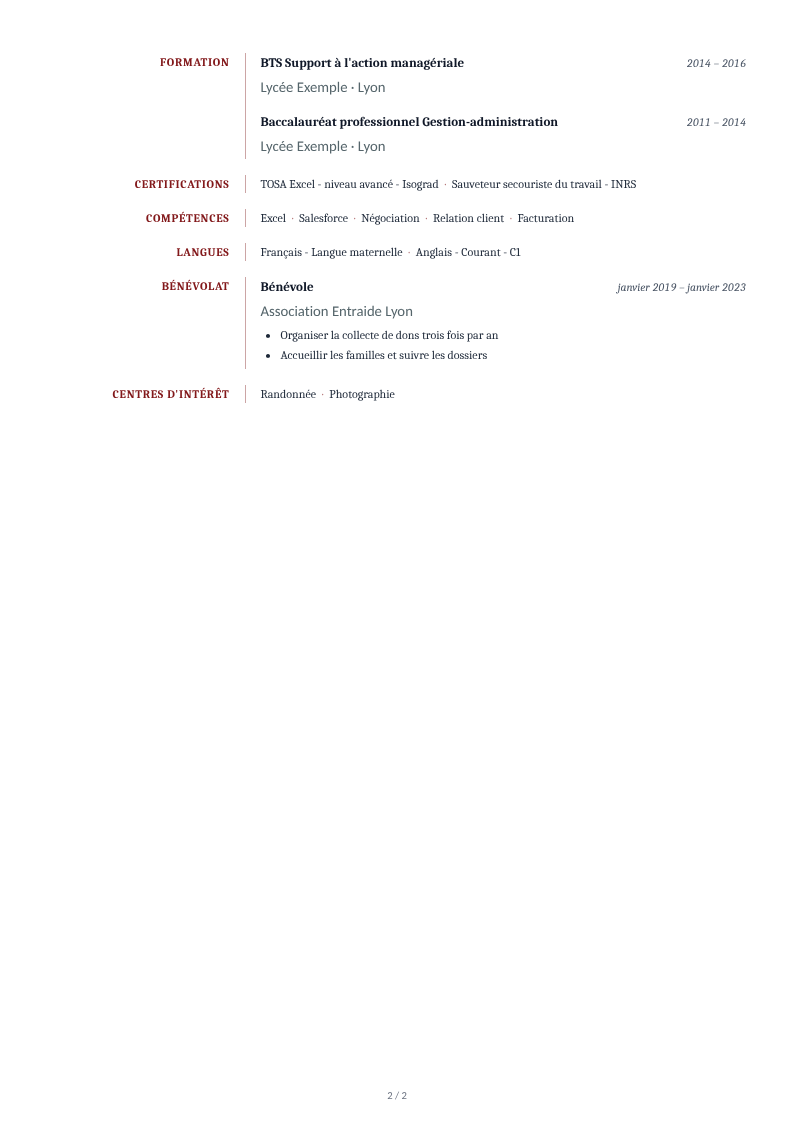 FORMATION
BTS Support à l'action managériale 2014 – 2016
Lycée Exemple · Lyon
Baccalauréat professionnel Gestion-administration 2011 – 2014
Lycée Exemple · Lyon
CERTIFICATIONS
TOSA Excel - niveau avancé - Isograd · Sauveteur secouriste du travail - INRS
COMPÉTENCES
Excel · Salesforce · Négociation · Relation client · Facturation
LANGUES
Français - Langue maternelle · Anglais - Courant - C1
BÉNÉVOLAT
Bénévole janvier 2019 – janvier 2023
Association Entraide Lyon
• Organiser la collecte de dons trois fois par an
• Accueillir les familles et suivre les dossiers
CENTRES D'INTÉRÊT
Randonnée · Photographie
2 / 2